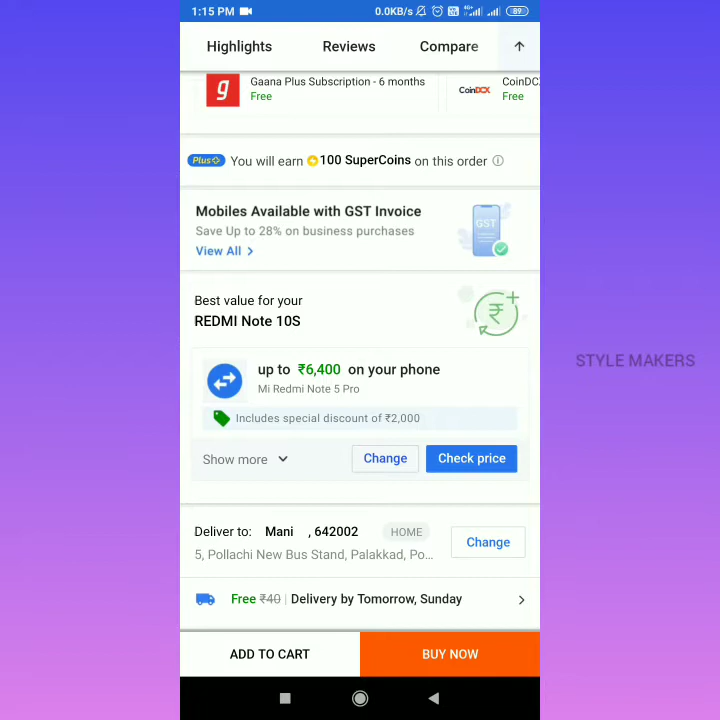 1:15 PM 0.0KB/s 4G+ 89
Highlights Reviews Compare
g Gaana Plus Subscription - 6 months CoinDCX CoinDC
Free Free
Plus You will earn 100 SuperCoins on this order
Mobiles Available with GST Invoice
GST
Save Up to 28% on business purchases
View All
Best value for your
REDMI Note 10S
₹
up to ₹6,400 on your phone
Mi Redmi Note 5 Pro
Includes special discount of ₹2,000
Show more Change Check price
Deliver to: Mani , 642002 HOME
Change
5, Pollachi New Bus Stand, Palakkad, Po...
Free ₹40 | Delivery by Tomorrow, Sunday
ADD TO CART BUY NOW
STYLE MAKERS